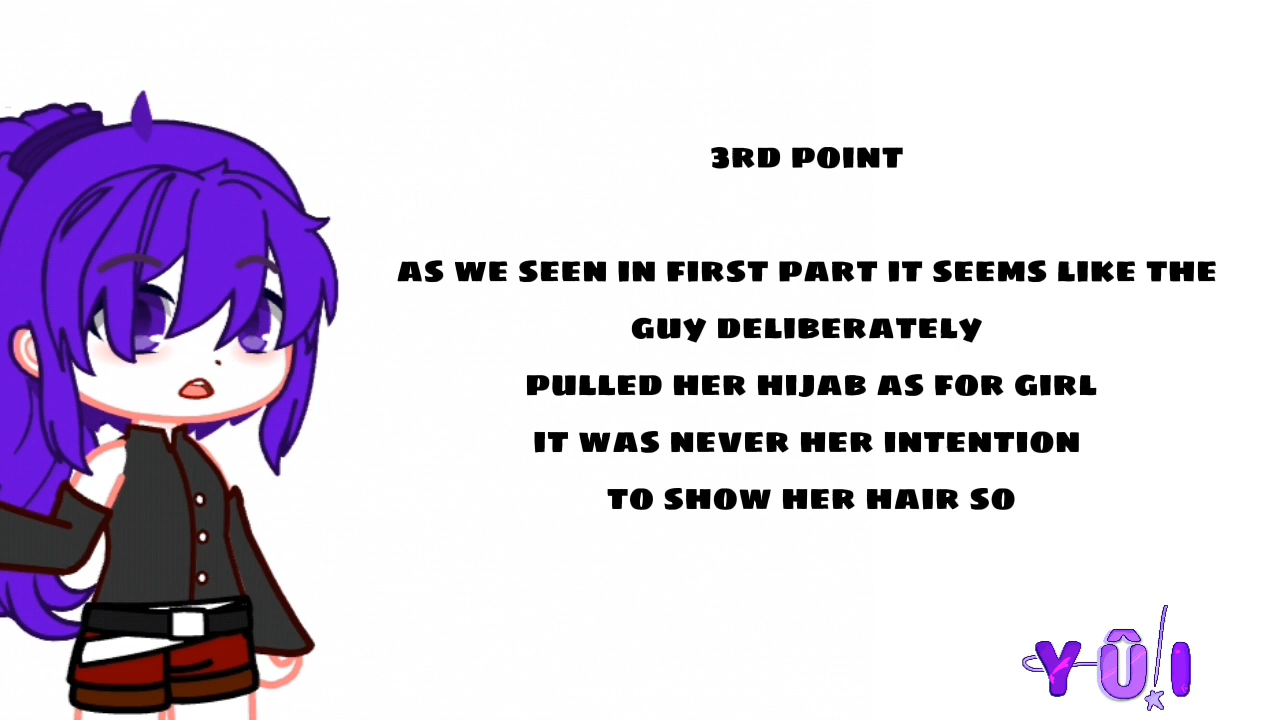 3RD POINT
AS WE SEEN IN FIRST PART IT SEEMS LIKE THE
GUY DELIBERATELY
PULLED HER HIJAB AS FOR GIRL
IT WAS NEVER HER INTENTION
TO SHOW HER HAIR SO
YÛI